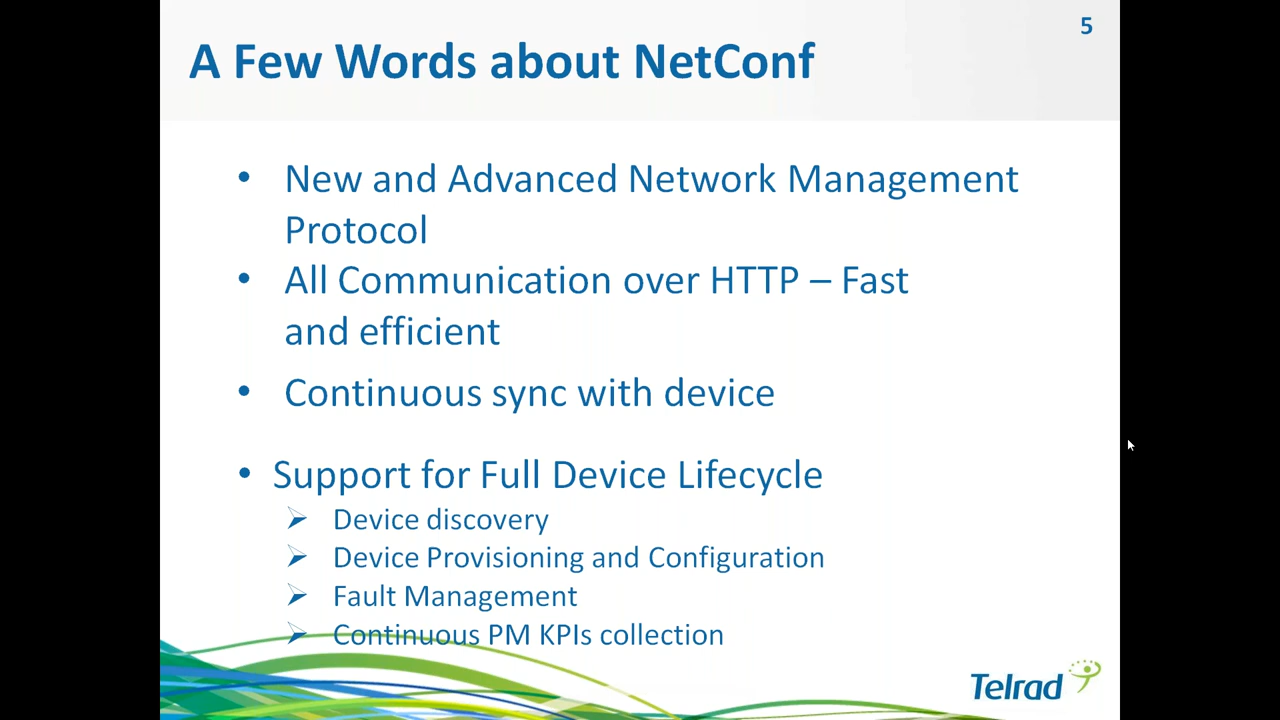 5
A Few Words about NetConf
• New and Advanced Network Management
Protocol
• All Communication over HTTP – Fast
and efficient
• Continuous sync with device
• Support for Full Device Lifecycle
➢ Device discovery
➢ Device Provisioning and Configuration
➢ Fault Management
➢ Continuous PM KPIs collection
Telrad